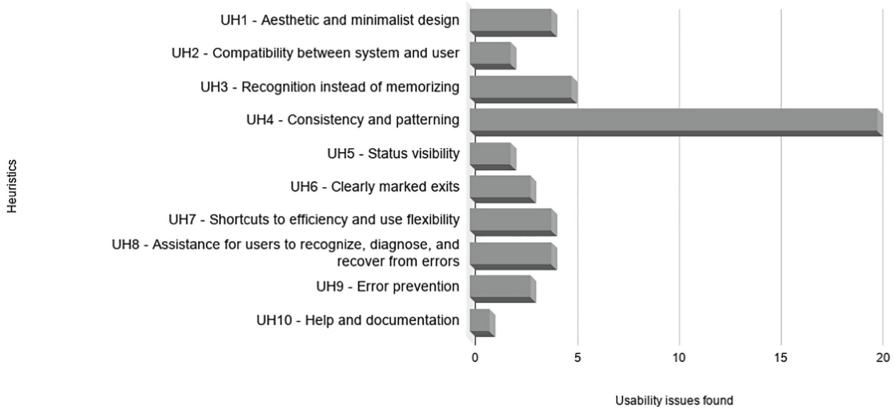 UH1 - Aesthetic and minimalist design
UH2 - Compatibility between system and user
UH3 - Recognition instead of memorizing
UH4 - Consistency and patterning
UH5 - Status visibility
UH6 - Clearly marked exits
UH7 - Shortcuts to efficiency and use flexibility
UH8 - Assistance for users to recognize, diagnose, and
recover from errors
UH9 - Error prevention
UH10 - Help and documentation
Heuristics
0 5 10 15 20
Usability issues found